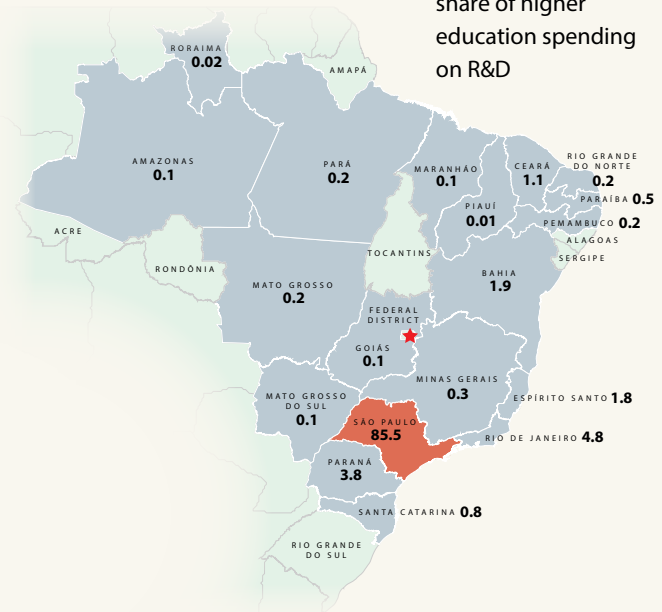 share of higher
education spending
on R&D
RORAIMA
0.02
AMAPÁ
AMAZONAS
0.1
PARÁ
0.2
MARANHÃO
0.1
CEARÁ
1.1
RIO GRANDE
DO NORTE
0.2
PARAÍBA 0.5
PIAUÍ
0.01
PEMAMBUCO 0.2
ALAGOAS
SERGIPE
ACRE
RONDÔNIA
TOCANTINS
BAHIA
1.9
MATO GROSSO
0.2
FEDERAL
DISTRICT
GOIÁS
0.1
MINAS GERAIS
0.3
ESPÍRITO SANTO 1.8
MATO GROSSO
DO SUL
0.1
SÃO PAULO
85.5
RIO DE JANEIRO 4.8
PARANÁ
3.8
SANTA CATARINA 0.8
RIO GRANDE
DO SUL